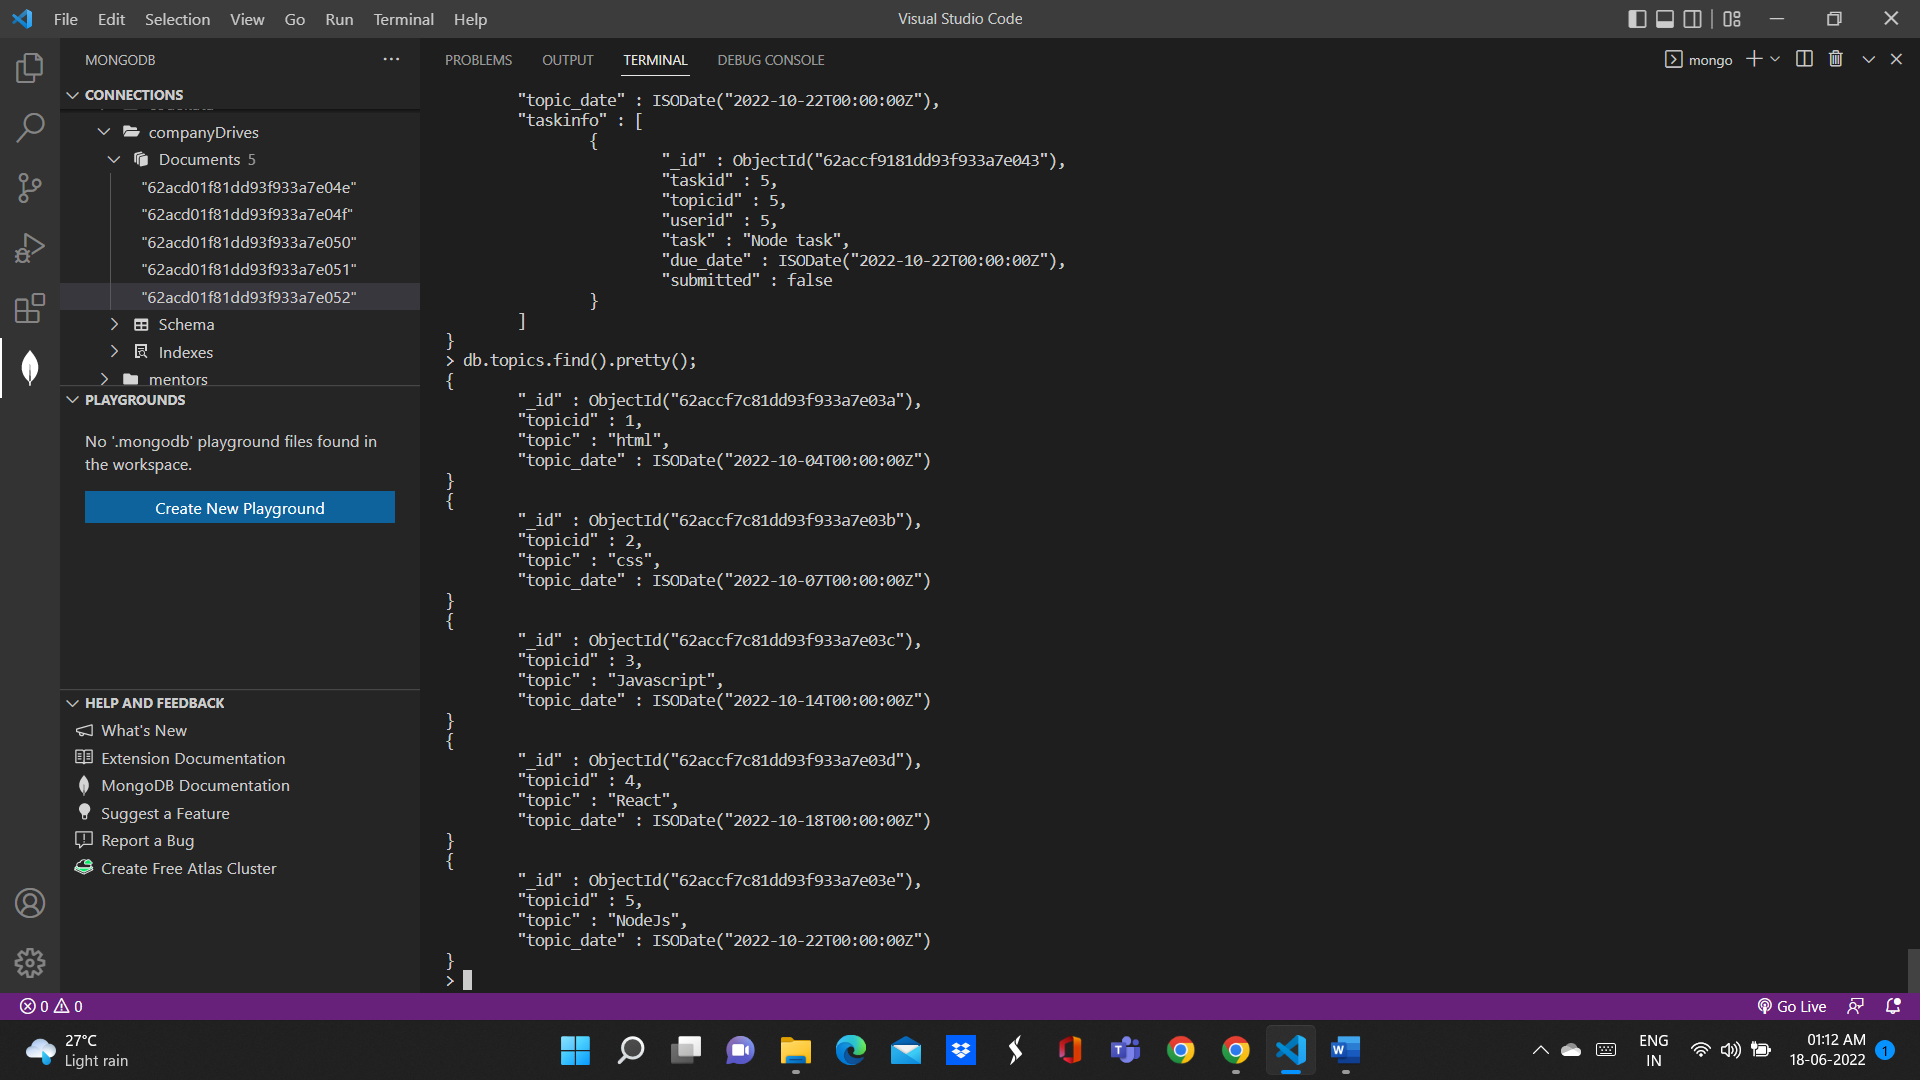 File Edit Selection View Go Run Terminal Help
Visual Studio Code
MONGODB
CONNECTIONS
companyDrives
Documents 5
"62acd01f81dd93f933a7e04e"
"62acd01f81dd93f933a7e04f"
"62acd01f81dd93f933a7e050"
"62acd01f81dd93f933a7e051"
"62acd01f81dd93f933a7e052"
Schema
Indexes
mentors
PLAYGROUNDS
No '.mongodb' playground files found in
the workspace.
Create New Playground
HELP AND FEEDBACK
What's New
Extension Documentation
MongoDB Documentation
Suggest a Feature
Report a Bug
Create Free Atlas Cluster
PROBLEMS OUTPUT TERMINAL DEBUG CONSOLE
mongo
"topic_date" : ISODate("2022-10-22T00:00:00Z"),
"taskinfo" : [
{
"_id" : ObjectId("62accf9181dd93f933a7e043"),
"taskid" : 5,
"topicid" : 5,
"userid" : 5,
"task" : "Node task",
"due_date" : ISODate("2022-10-22T00:00:00Z"),
"submitted" : false
}
]
}
> db.topics.find().pretty();
{
"_id" : ObjectId("62accf7c81dd93f933a7e03a"),
"topicid" : 1,
"topic" : "html",
"topic_date" : ISODate("2022-10-04T00:00:00Z")
}
{
"_id" : ObjectId("62accf7c81dd93f933a7e03b"),
"topicid" : 2,
"topic" : "css",
"topic_date" : ISODate("2022-10-07T00:00:00Z")
}
{
"_id" : ObjectId("62accf7c81dd93f933a7e03c"),
"topicid" : 3,
"topic" : "Javascript",
"topic_date" : ISODate("2022-10-14T00:00:00Z")
}
{
"_id" : ObjectId("62accf7c81dd93f933a7e03d"),
"topicid" : 4,
"topic" : "React",
"topic_date" : ISODate("2022-10-18T00:00:00Z")
}
{
"_id" : ObjectId("62accf7c81dd93f933a7e03e"),
"topicid" : 5,
"topic" : "NodeJs",
"topic_date" : ISODate("2022-10-22T00:00:00Z")
}
>
0 0
Go Live
27°C
Light rain
ENG
IN
01:12 AM
18-06-2022
1